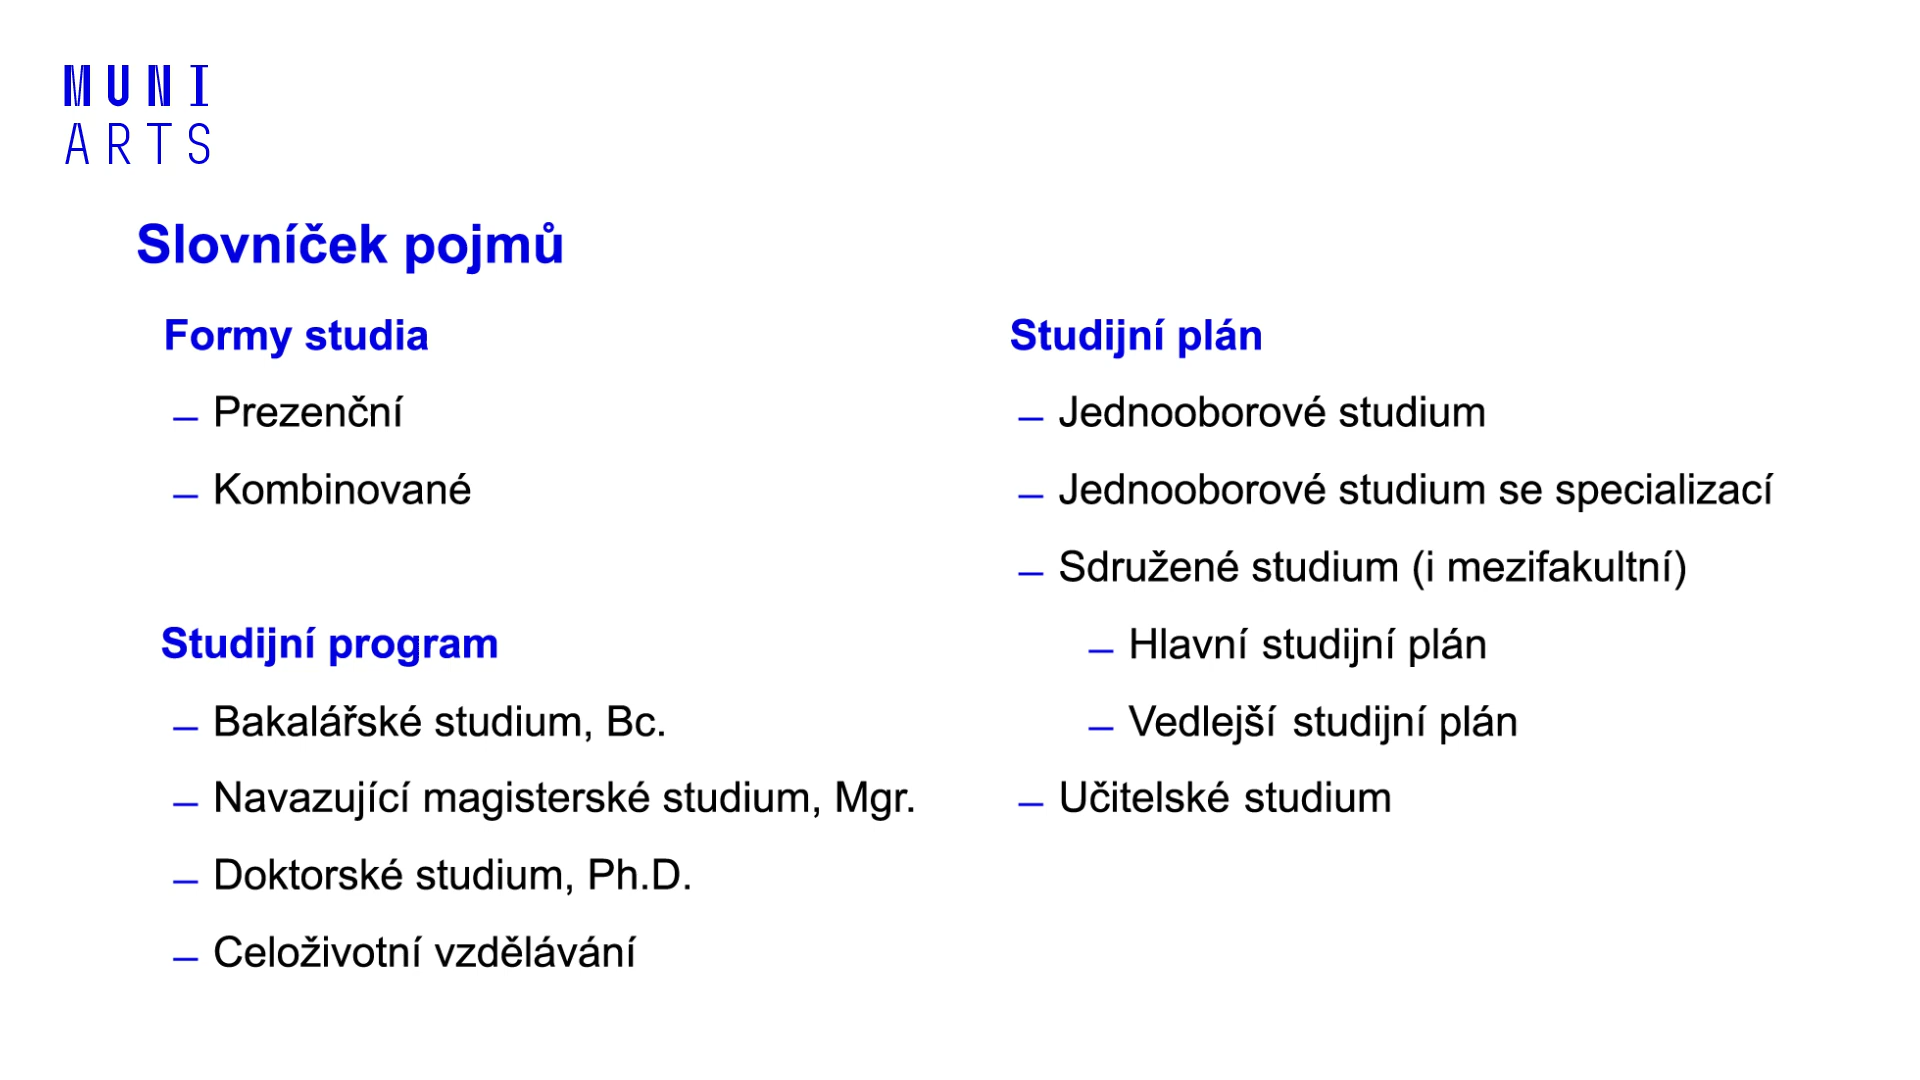 MUNI
ARTS
Slovníček pojmů
Formy studia
– Prezenční
– Kombinované
Studijní program
– Bakalářské studium, Bc.
– Navazující magisterské studium, Mgr.
– Doktorské studium, Ph.D.
– Celoživotní vzdělávání
Studijní plán
– Jednooborové studium
– Jednooborové studium se specializací
– Sdružené studium (i mezifakultní)
– Hlavní studijní plán
– Vedlejší studijní plán
– Učitelské studium